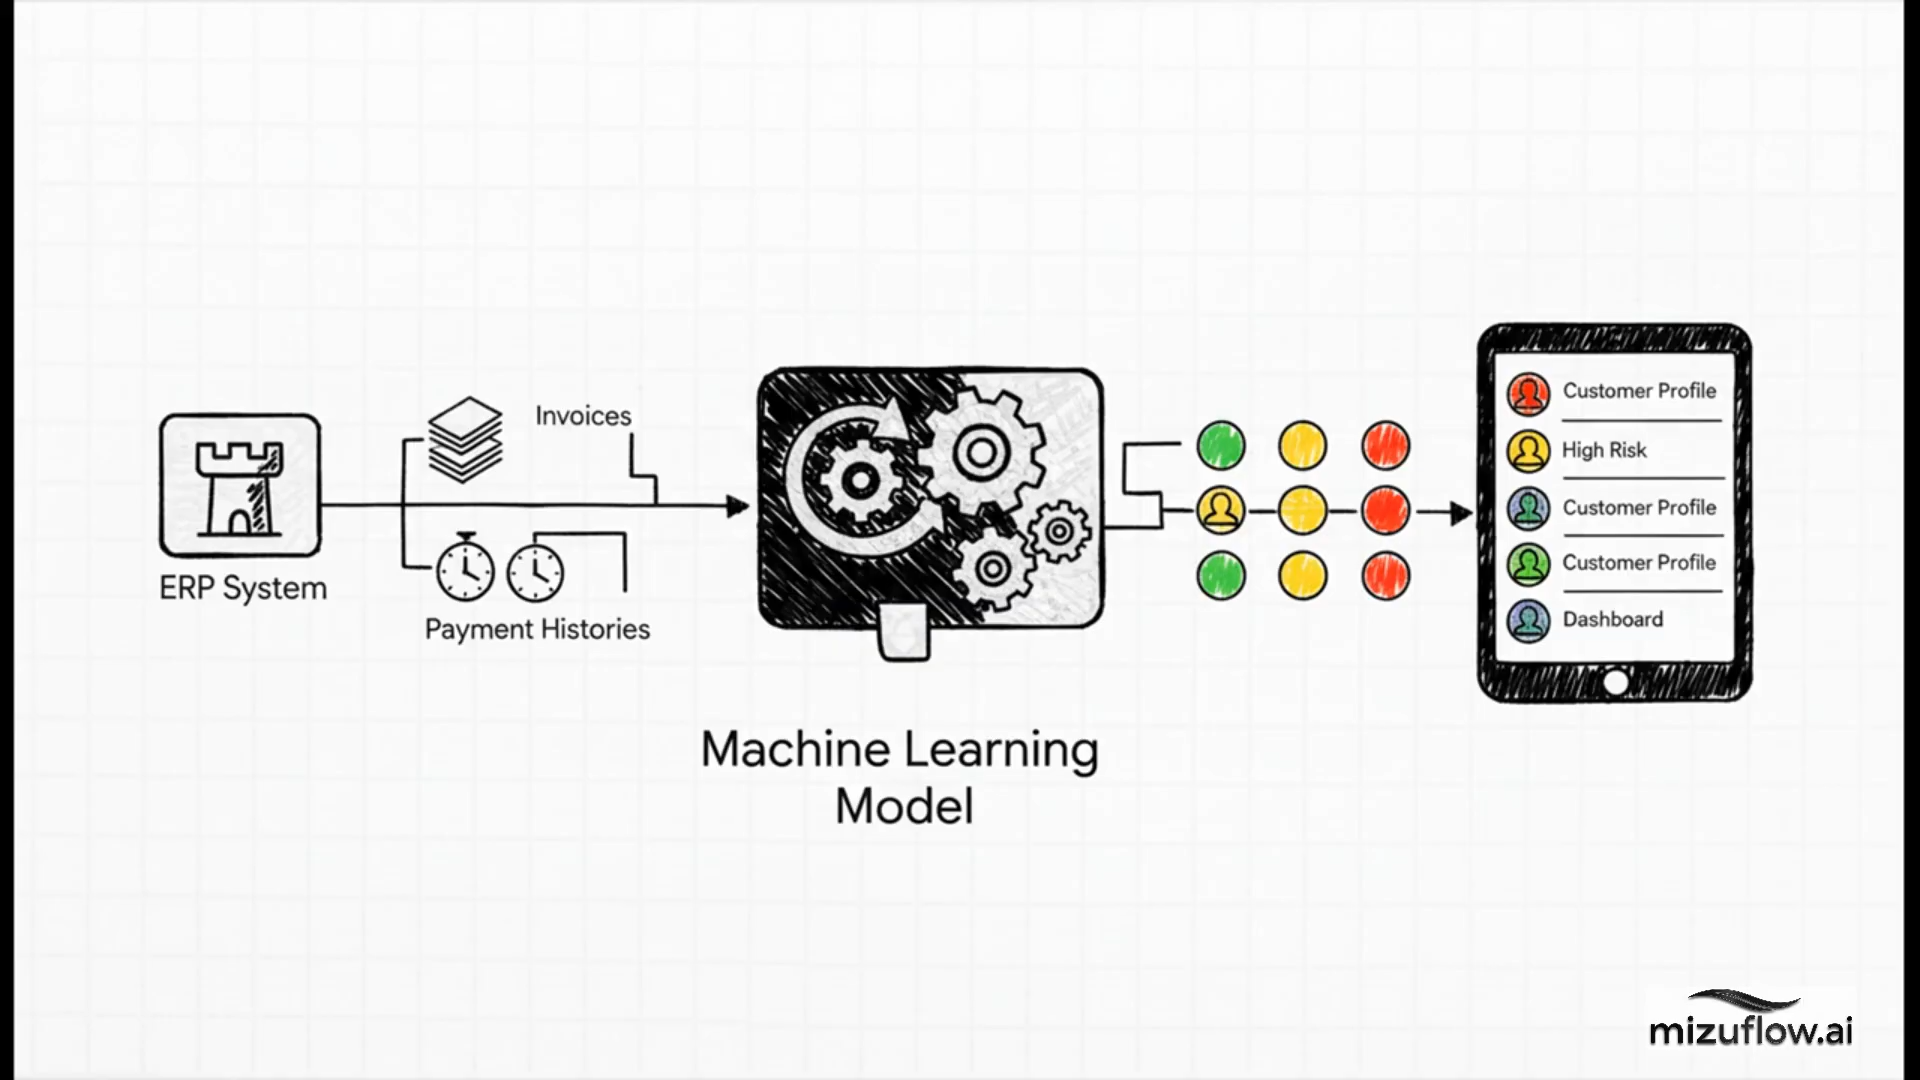 ERP System
Invoices
Payment Histories
Machine Learning
Model
Customer Profile
High Risk
Customer Profile
Customer Profile
Dashboard
mizuflow.ai